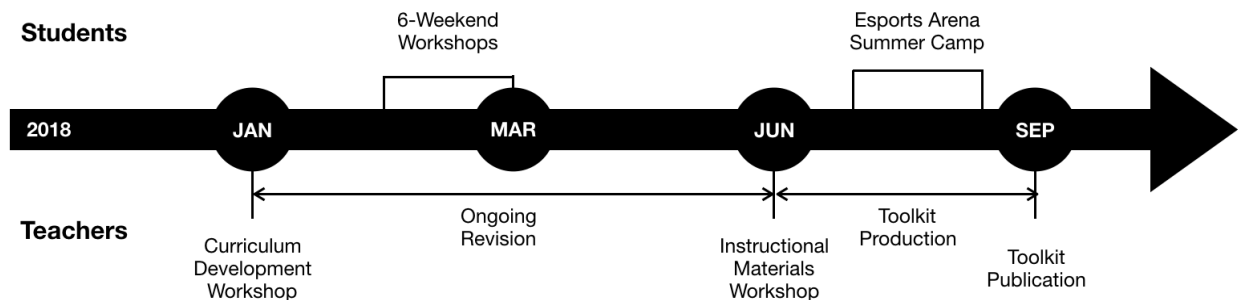 Students
6-Weekend
Workshops
Esports Arena
Summer Camp
2018
JAN
MAR
JUN
SEP
Teachers
Ongoing
Revision
Toolkit
Production
Curriculum
Development
Workshop
Instructional
Materials
Workshop
Toolkit
Publication